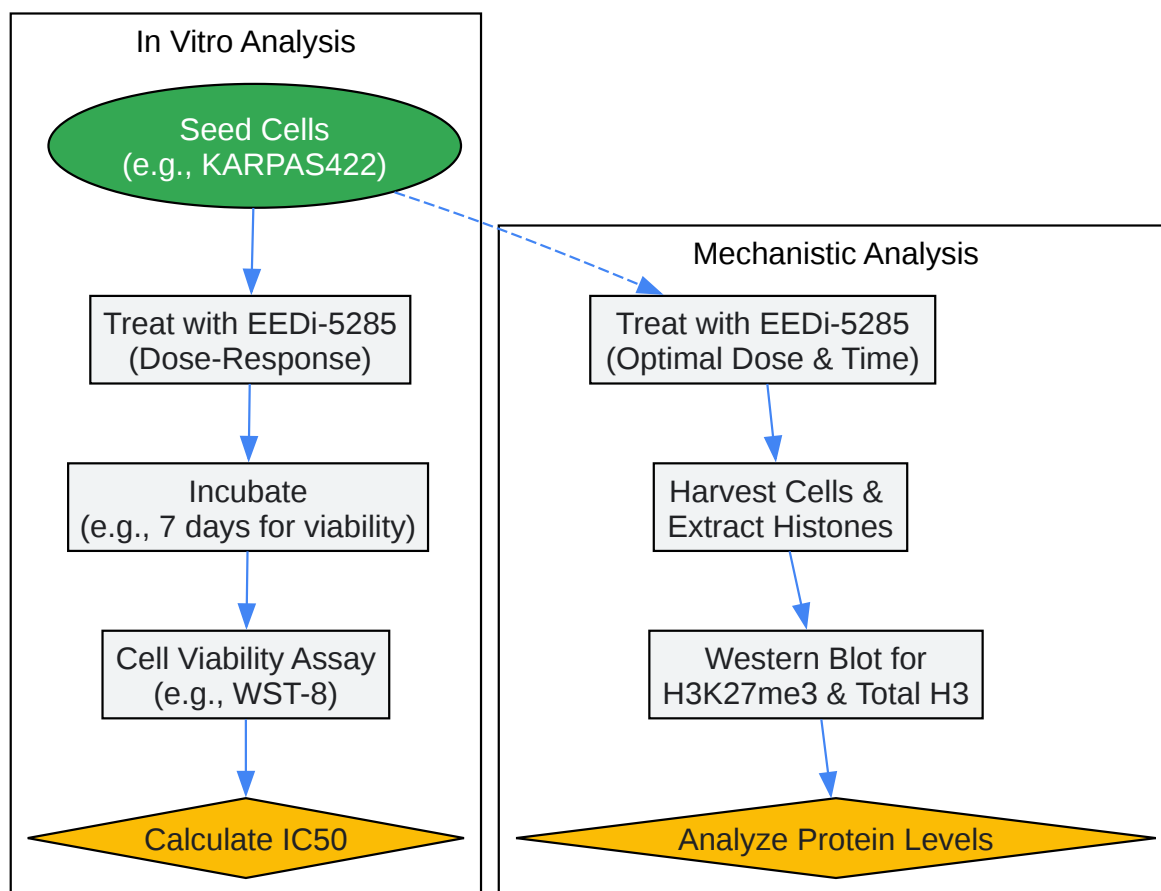 In Vitro Analysis
Seed Cells
(e.g., KARPAS422)
Treat with EEDi-5285
(Dose-Response)
Incubate
(e.g., 7 days for viability)
Cell Viability Assay
(e.g., WST-8)
Calculate IC50
Mechanistic Analysis
Treat with EEDi-5285
(Optimal Dose & Time)
Harvest Cells &
Extract Histones
Western Blot for
H3K27me3 & Total H3
Analyze Protein Levels